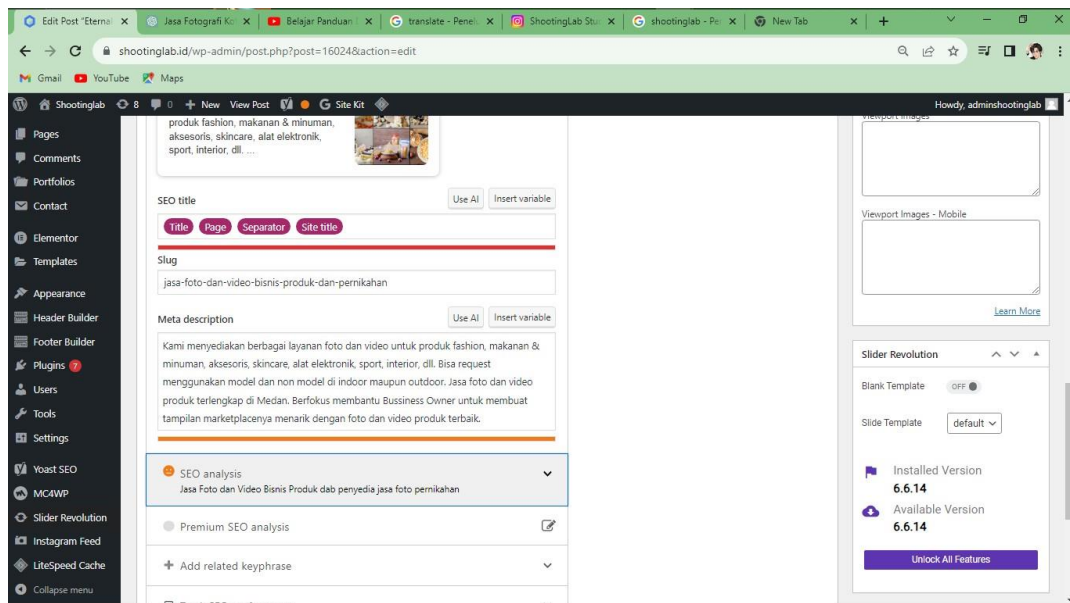 Edit Post "Eternal
Jasa Fotografi Ko
Belajar Panduan
translate - Penelu
ShootingLab Stu
shootinglab - Pe
New Tab
shootinglab.id/wp-admin/post.php?post=16024&action=edit
Gmail YouTube Maps
Shootinglab 8 0 + New View Post Site Kit Howdy, adminshootinglab
Pages
Comments
Portfolios
Contact
Elementor
Templates
Appearance
Header Builder
Footer Builder
Plugins 7
Users
Tools
Settings
Yoast SEO
MC4WP
Slider Revolution
Instagram Feed
LiteSpeed Cache
Collapse menu
produk fashion, makanan & minuman,
aksesoris, skincare, alat elektronik,
sport, interior, dll. ...
SEO title Use AI Insert variable
Title Page Separator Site title
Slug
jasa-foto-dan-video-bisnis-produk-dan-pernikahan
Meta description Use AI Insert variable
Kami menyediakan berbagai layanan foto dan video untuk produk fashion, makanan &
minuman, aksesoris, skincare, alat elektronik, sport, interior, dll. Bisa request
menggunakan model dan non model di indoor maupun outdoor. Jasa foto dan video
produk terlengkap di Medan. Berfokus membantu Bussiness Owner untuk membuat
tampilan marketplacenya menarik dengan foto dan video produk terbaik.
SEO analysis
Jasa Foto dan Video Bisnis Produk dab penyedia jasa foto pernikahan
Premium SEO analysis
Add related keyphrase
Viewport Images
Viewport Images - Mobile
Learn More
Slider Revolution
Blank Template OFF
Slide Template default
Installed Version
6.6.14
Available Version
6.6.14
Unlock All Features